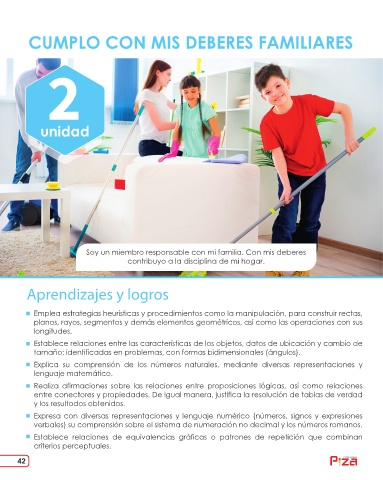 CUMPLO CON MIS DEBERES FAMILIARES
2
unidad
Soy un miembro responsable con mi familia. Con mis deberes
contribuyo a la disciplina de mi hogar.
Aprendizajes y logros
Emplea estrategias heurísticas y procedimientos como la manipulación, para construir rectas,
planos, rayos, segmentos y demás elementos geométricos, así como las operaciones con sus
longitudes.
Establece relaciones entre las características de los objetos, datos de ubicación y cambio de
tamaño; identificadas en problemas, con formas bidimensionales (ángulos).
Explica su comprensión de los números naturales, mediante diversas representaciones y
lenguaje matemático.
Realiza afirmaciones sobre las relaciones entre proposiciones lógicas, así como relaciones
entre conectores y propiedades. De igual manera, justifica la resolución de tablas de verdad
y los resultados obtenidos.
Expresa con diversas representaciones y lenguaje numérico (números, signos y expresiones
verbales) su comprensión sobre el sistema de numeración no decimal y los números romanos.
Establece relaciones de equivalencias gráficas o patrones de repetición que combinan
criterios perceptuales.
42